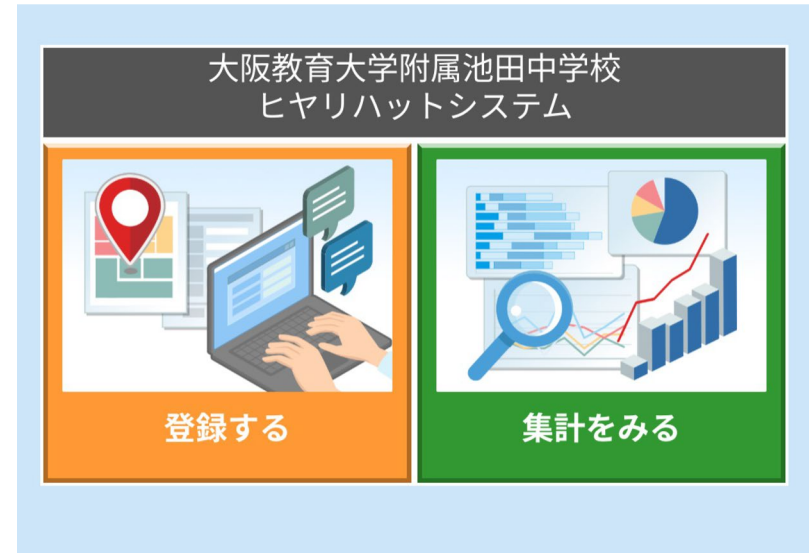 大阪教育大学附属池田中学校
ヒヤリハットシステム
登録する
集計をみる